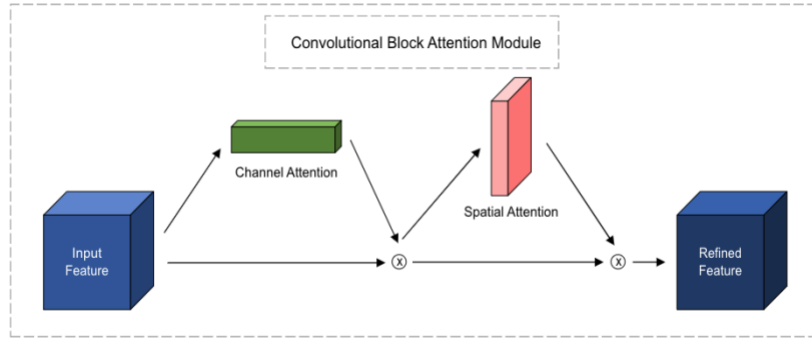 Convolutional Block Attention Module
Channel Attention
Spatial Attention
Input
Feature
x
x
Refined
Feature